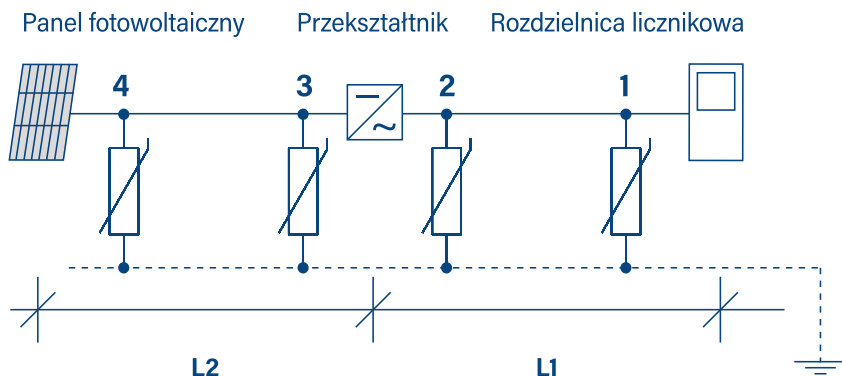 Panel fotowoltaiczny Przekształtnik Rozdzielnica licznikowa
4 3 2 1
L2 L1